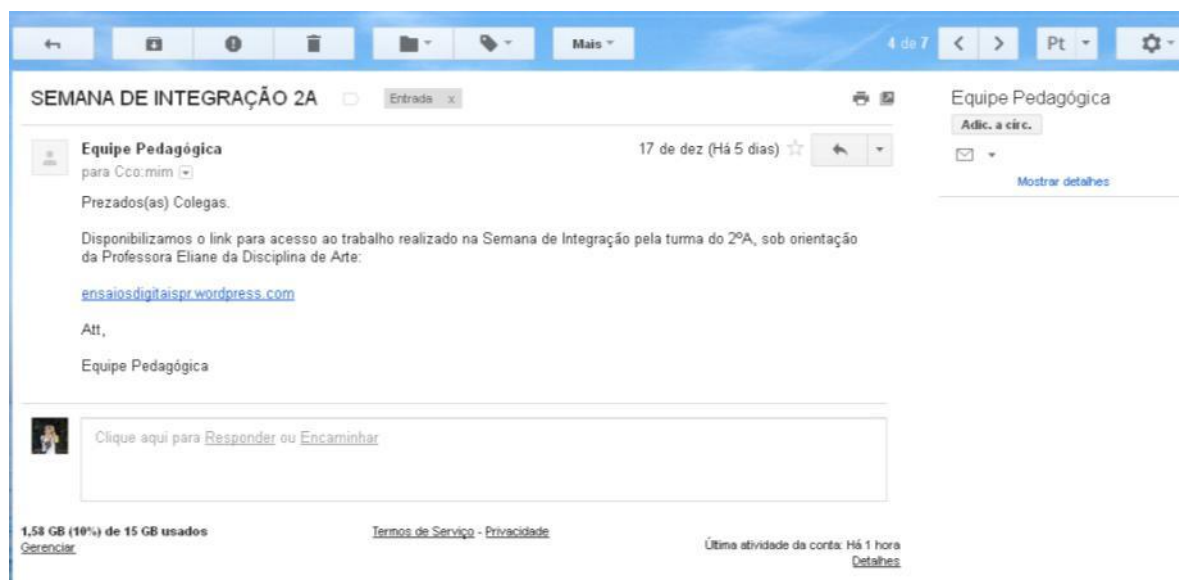 Mais
4 de 7
Pt
SEMANA DE INTEGRAÇÃO 2A
Entrada x
Equipe Pedagógica
Adic. a circ.
Mostrar detalhes
Equipe Pedagógica
17 de dez (Há 5 dias)
para Cco:mim
Prezados(as) Colegas.
Disponibilizamos o link para acesso ao trabalho realizado na Semana de Integração pela turma do 2ºA, sob orientação
da Professora Eliane da Disciplina de Arte:
ensaiosdigitaispr.wordpress.com
Att,
Equipe Pedagógica
Clique aqui para Responder ou Encaminhar
1,58 GB (10%) de 15 GB usados
Gerenciar
Termos de Serviço - Privacidade
Última atividade da conta: Há 1 hora
Detalhes